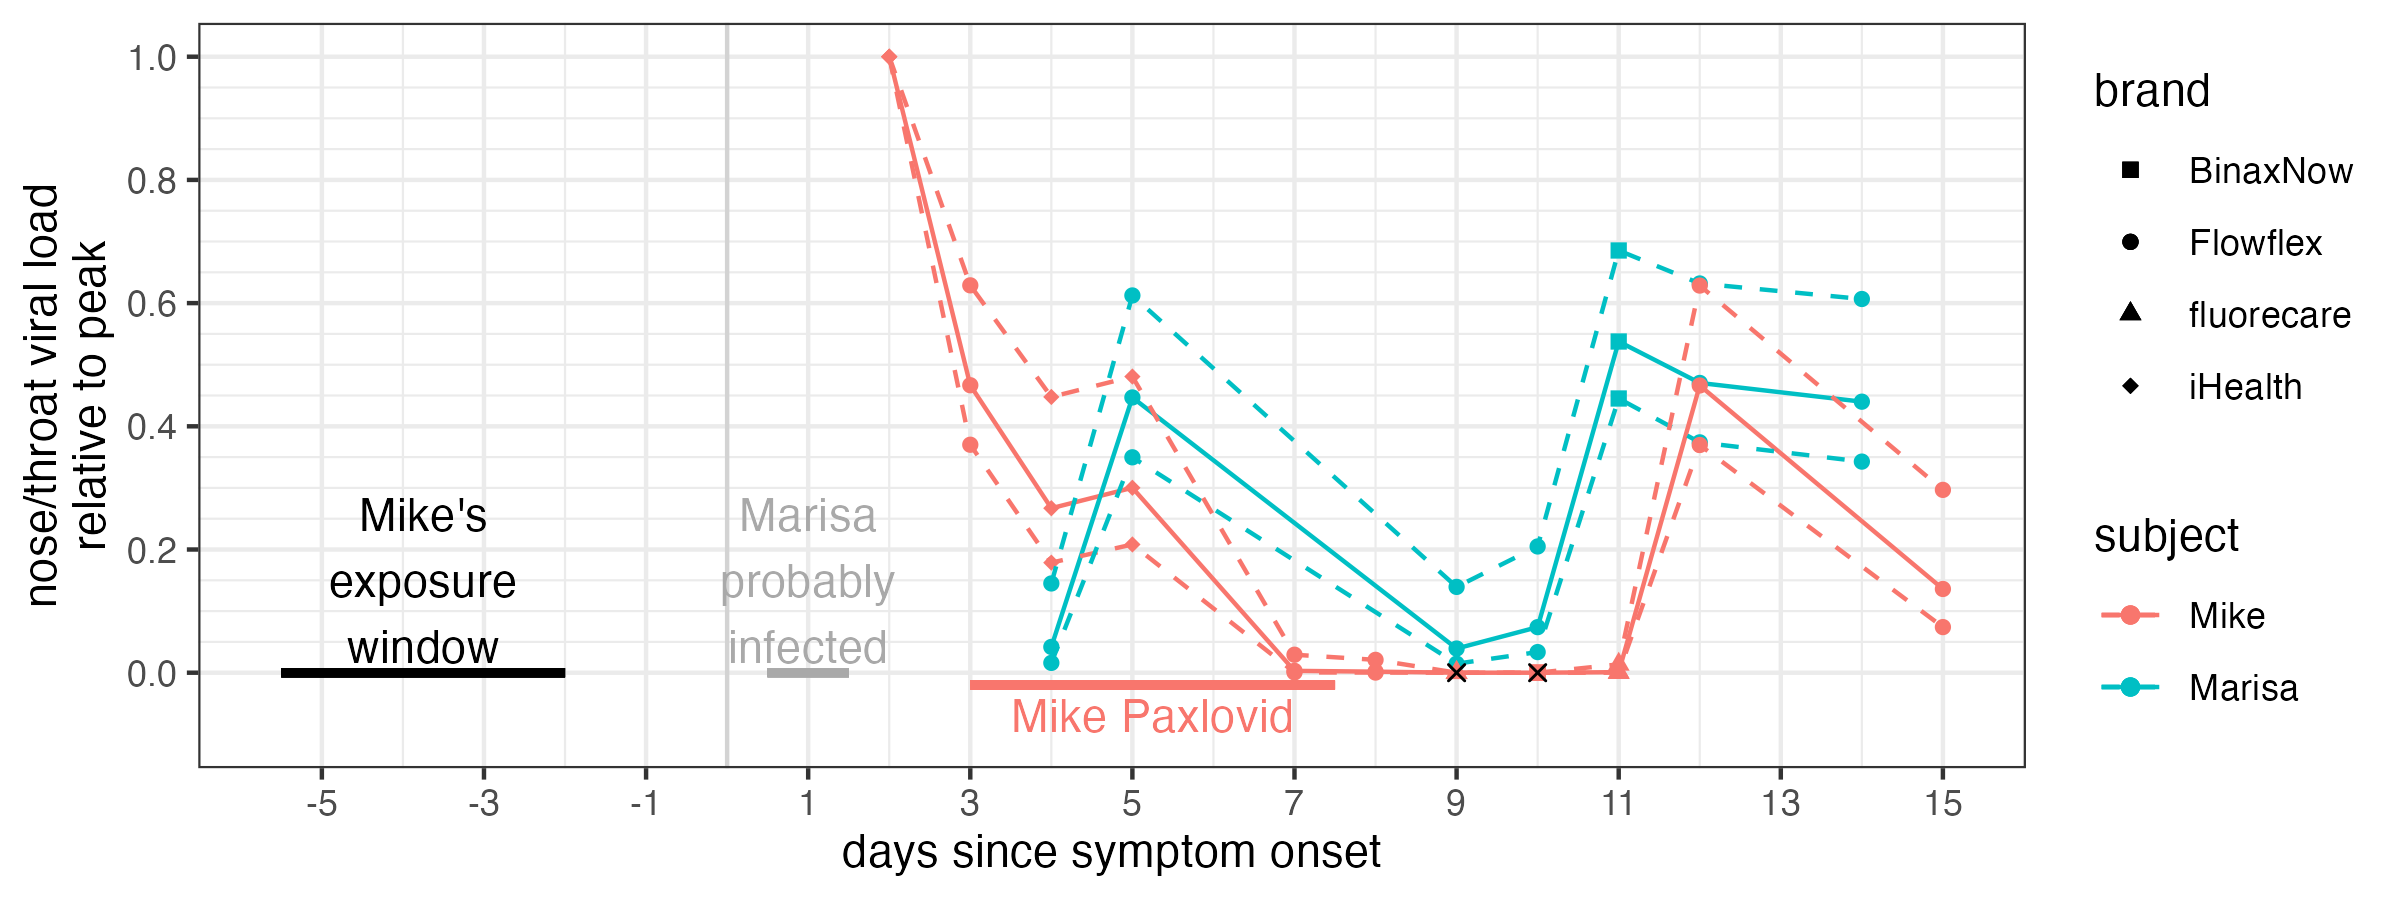 nose/throat viral load
relative to peak
1.0
0.8
0.6
0.4
0.2
0.0
Mike's
exposure
window
Marisa
probably
infected
Mike Paxlovid
-5
-3
-1
1
3
5
7
9
11
13
15
days since symptom onset
brand
BinaxNow
Flowflex
fluorecare
iHealth
subject
Mike
Marisa